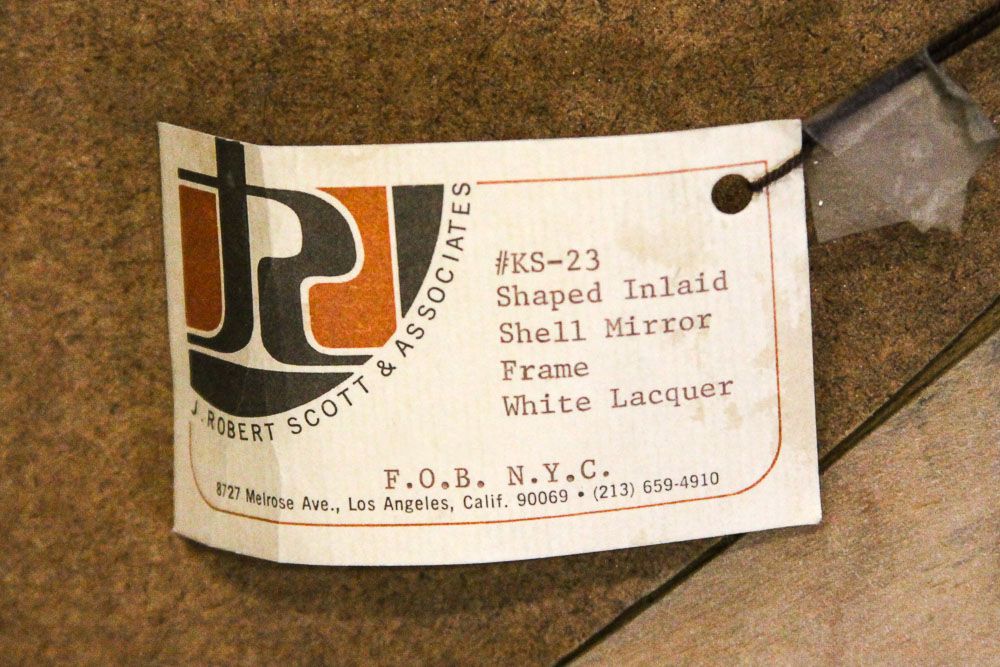 J. ROBERT SCOTT & ASSOCIATES
#KS-23
Shaped Inlaid
Shell Mirror
Frame
White Lacquer
F.O.B. N.Y.C.
8727 Melrose Ave., Los Angeles, Calif. 90069 • (213) 659-4910